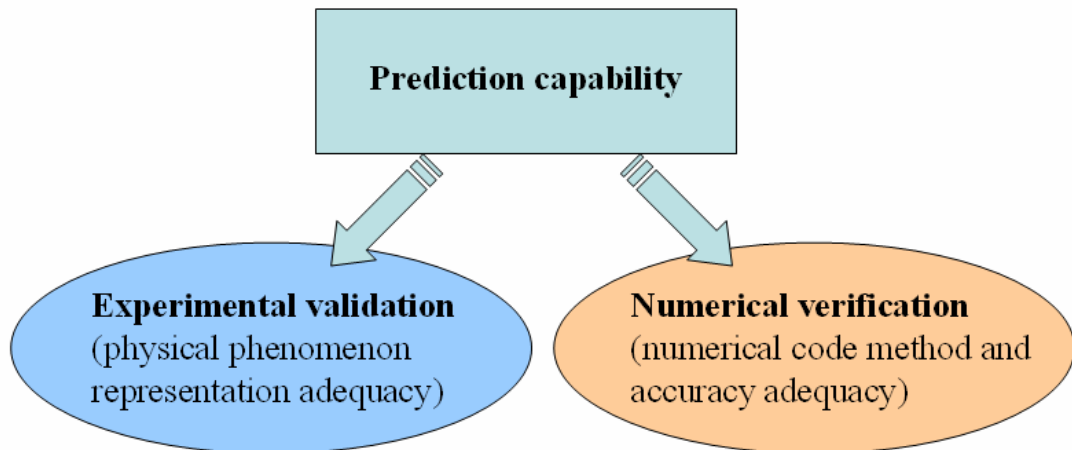 Prediction capability
Experimental validation
(physical phenomenon
representation adequacy)
Numerical verification
(numerical code method and
accuracy adequacy)